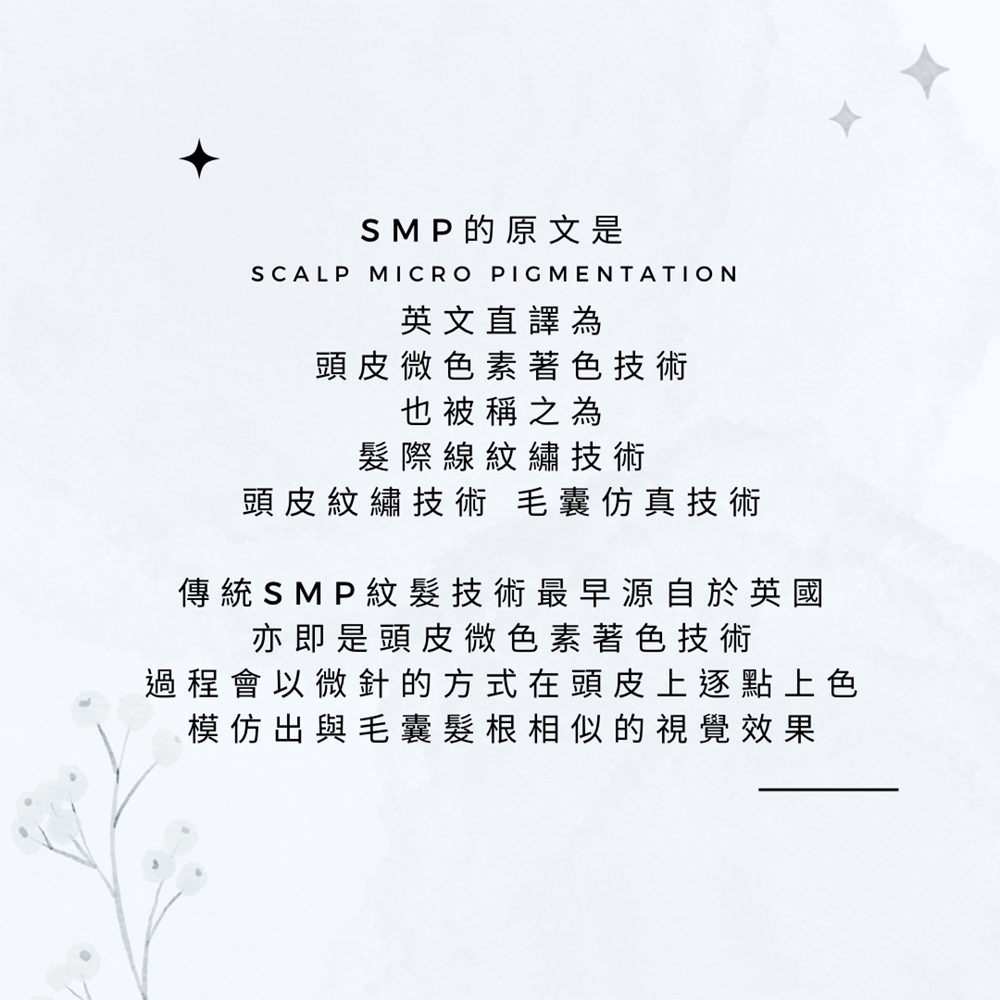 SMP的原文是
SCALP MICRO PIGMENTATION
英文直譯為
頭皮微色素著色技術
也被稱之為
髮際線紋繡技術
頭皮紋繡技術 毛囊仿真技術
傳統SMP紋髮技術最早源自於英國
亦即是頭皮微色素著色技術
過程會以微針的方式在頭皮上逐點上色
模仿出與毛囊髮根相似的視覺效果